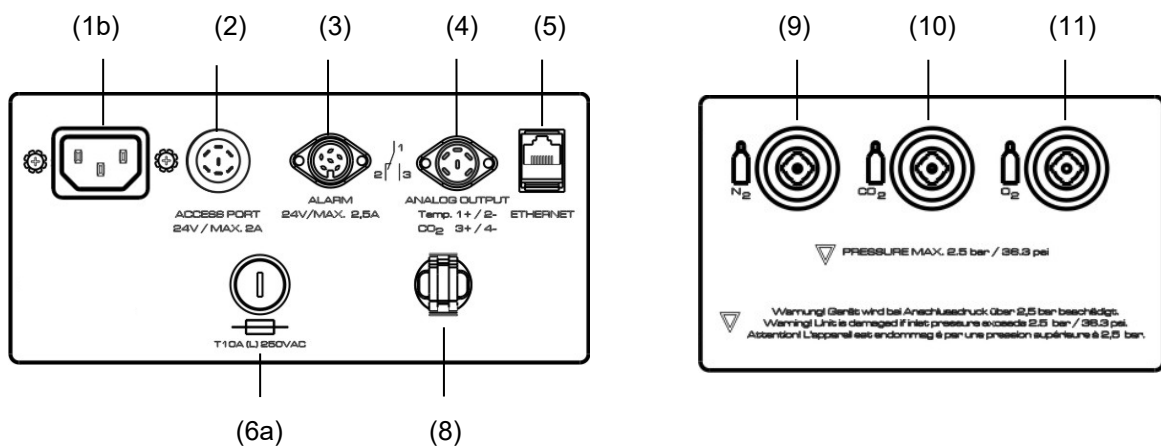 (1b) (2) (3) (4) (5)
1
2 3
ACCESS PORT
24V / MAX. 2A
ALARM
24V/MAX. 2,5A
ANALOG OUTPUT
Temp. 1+ / 2-
CO2 3+ / 4-
ETHERNET
T10A (L) 250VAC
(6a) (8)
(9) (10) (11)
N2 CO2 O2
PRESSURE MAX. 2.5 bar / 36.3 psi
Warnung! Gerät wird bei Anschlussdruck über 2,5 bar beschädigt.
Warning! Unit is damaged if inlet pressure exceeds 2.5 bar / 36.3 psi.
Attention! L'appareil est endommag é par une pression supérieure à 2,5 bar.